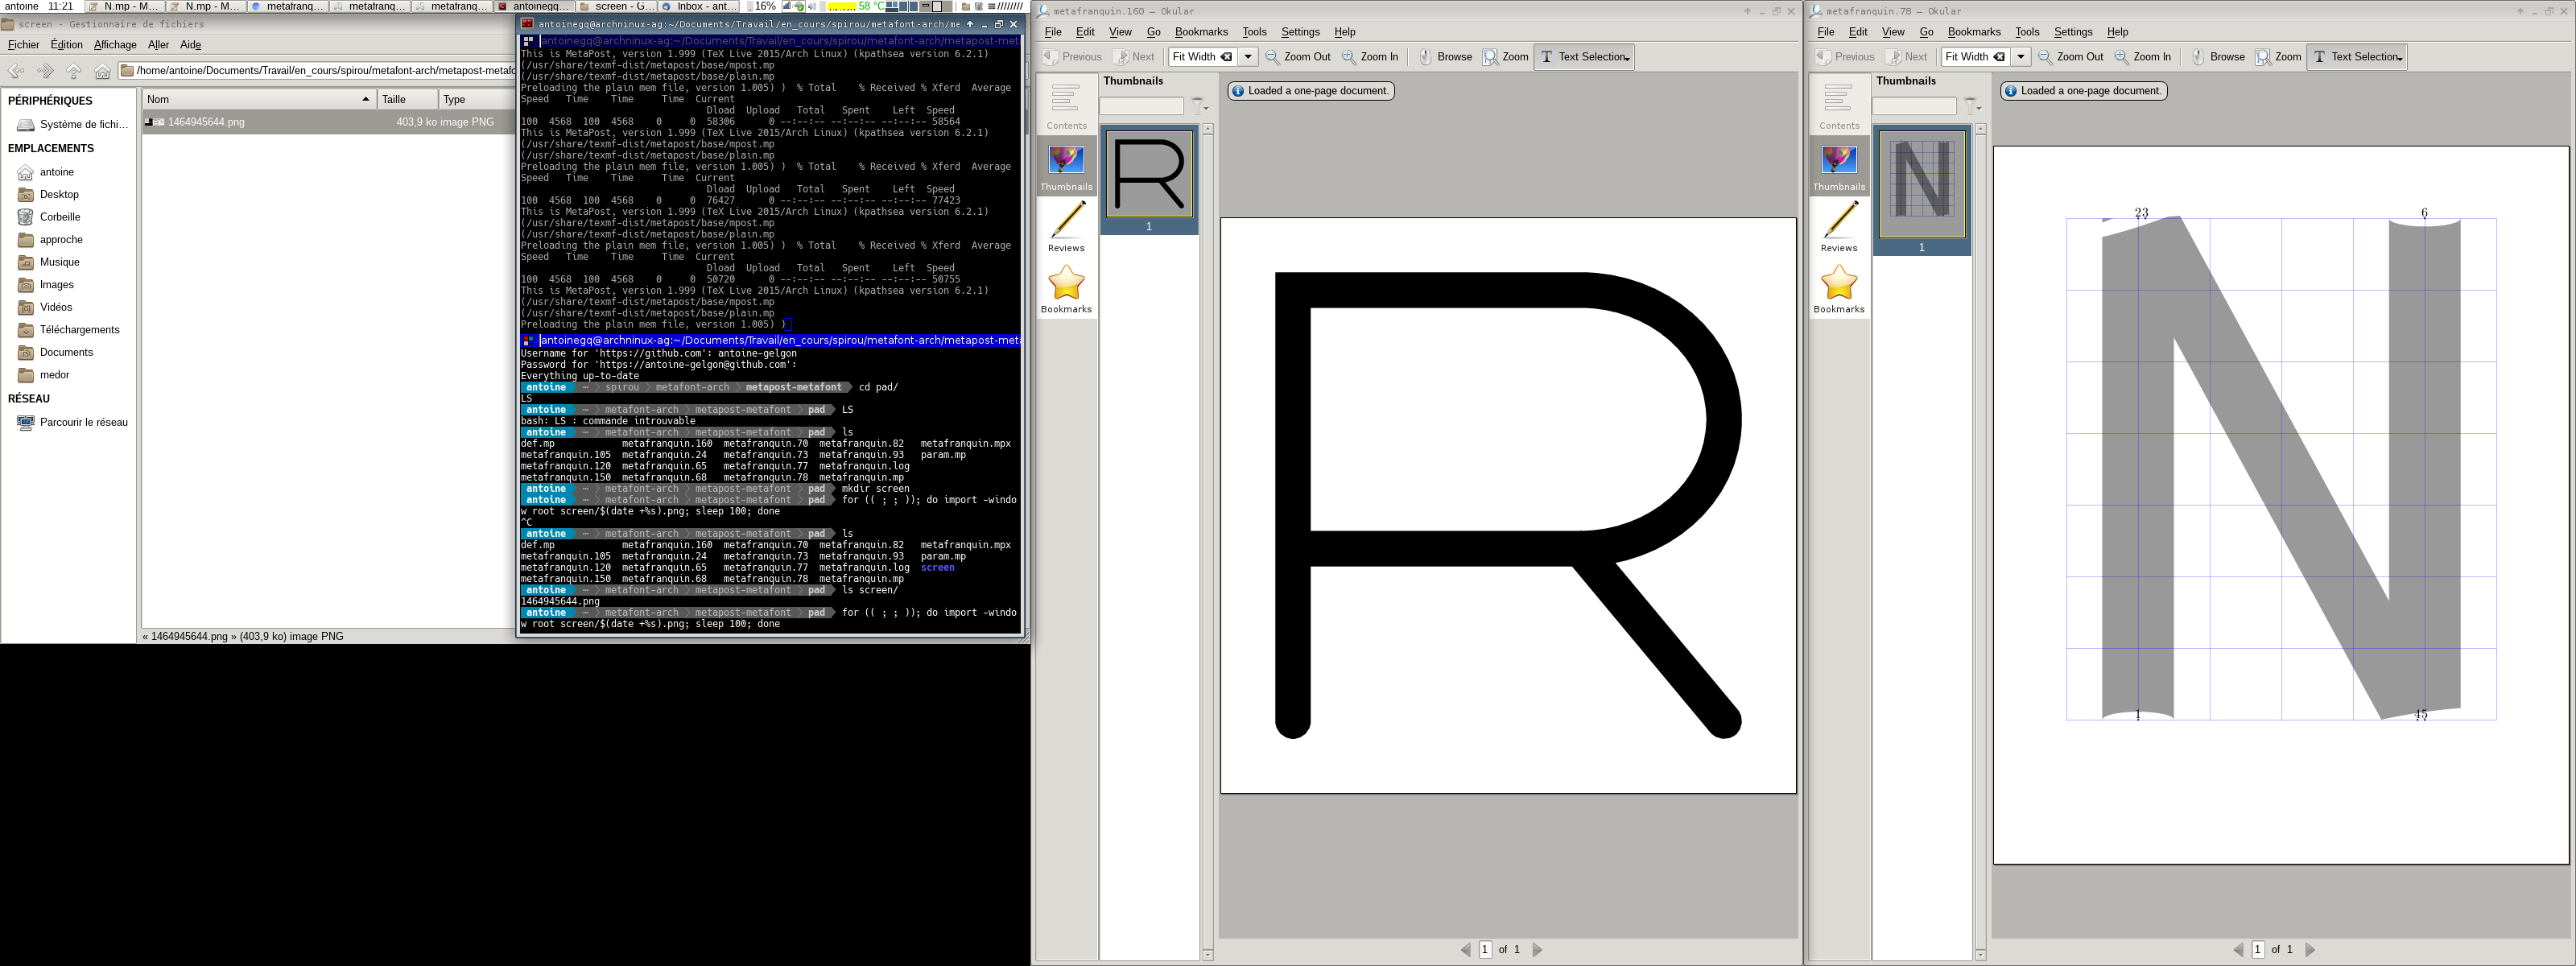 antoine 11:21 N.mp - M... N.mp - M... metafranq... metafranq... metafranq... antoinegq... screen - G... Inbox - ant... 16% 58 °C
screen - Gestionnaire de fichiers
Fichier Édition Affichage Aller Aide
/home/antoine/Documents/Travail/en_cours/spirou/metafont-arch/metapost-metafo
PÉRIPHÉRIQUES
Système de fichi...
EMPLACEMENTS
antoine
Desktop
Corbeille
approche
Musique
Images
Vidéos
Téléchargements
Documents
medor
RÉSEAU
Parcourir le réseau
Nom Taille Type
1464945644.png 403,9 ko image PNG
« 1464945644.png » (403,9 ko) image PNG
antoinegq@archninux-ag:~/Documents/Travail/en_cours/spirou/metafont-arch/me
antoinegq@archninux-ag:~/Documents/Travail/en_cours/spirou/metafont-arch/metapost-met
This is MetaPost, version 1.999 (TeX Live 2015/Arch Linux) (kpathsea version 6.2.1)
(/usr/share/texmf-dist/metapost/base/mpost.mp
(/usr/share/texmf-dist/metapost/base/plain.mp
Preloading the plain mem file, version 1.005) )  % Total    % Received % Xferd  Average
Speed   Time    Time     Time  Current
Dload  Upload   Total   Spent    Left  Speed
100  4568  100  4568    0     0  58306      0 --:--:-- --:--:-- --:--:-- 58564
This is MetaPost, version 1.999 (TeX Live 2015/Arch Linux) (kpathsea version 6.2.1)
(/usr/share/texmf-dist/metapost/base/mpost.mp
(/usr/share/texmf-dist/metapost/base/plain.mp
Preloading the plain mem file, version 1.005) )  % Total    % Received % Xferd  Average
Speed   Time    Time     Time  Current
Dload  Upload   Total   Spent    Left  Speed
100  4568  100  4568    0     0  76427      0 --:--:-- --:--:-- --:--:-- 77423
This is MetaPost, version 1.999 (TeX Live 2015/Arch Linux) (kpathsea version 6.2.1)
(/usr/share/texmf-dist/metapost/base/mpost.mp
(/usr/share/texmf-dist/metapost/base/plain.mp
Preloading the plain mem file, version 1.005) )  % Total    % Received % Xferd  Average
Speed   Time    Time     Time  Current
Dload  Upload   Total   Spent    Left  Speed
100  4568  100  4568    0     0  50720      0 --:--:-- --:--:-- --:--:-- 50755
This is MetaPost, version 1.999 (TeX Live 2015/Arch Linux) (kpathsea version 6.2.1)
(/usr/share/texmf-dist/metapost/base/mpost.mp
(/usr/share/texmf-dist/metapost/base/plain.mp
Preloading the plain mem file, version 1.005) )
antoinegq@archninux-ag:~/Documents/Travail/en_cours/spirou/metafont-arch/metapost-meta
Username for 'https://github.com': antoine-gelgon
Password for 'https://antoine-gelgon@github.com':
Everything up-to-date
antoine ⋯ spirou metafont-arch metapost-metafont cd pad/
LS
antoine ⋯ metafont-arch metapost-metafont pad LS
bash: LS : commande introuvable
antoine ⋯ metafont-arch metapost-metafont pad ls
def.mp metafranquin.160 metafranquin.70 metafranquin.82 metafranquin.mpx
metafranquin.105 metafranquin.24 metafranquin.73 metafranquin.93 param.mp
metafranquin.120 metafranquin.65 metafranquin.77 metafranquin.log
metafranquin.150 metafranquin.68 metafranquin.78 metafranquin.mp
antoine ⋯ metafont-arch metapost-metafont pad mkdir screen
antoine ⋯ metafont-arch metapost-metafont pad for (( ; ; )); do import -windo
w root screen/$(date +%s).png; sleep 100; done
^C
antoine ⋯ metafont-arch metapost-metafont pad ls
def.mp metafranquin.160 metafranquin.70 metafranquin.82 metafranquin.mpx
metafranquin.105 metafranquin.24 metafranquin.73 metafranquin.93 param.mp
metafranquin.120 metafranquin.65 metafranquin.77 metafranquin.log screen
metafranquin.150 metafranquin.68 metafranquin.78 metafranquin.mp
antoine ⋯ metafont-arch metapost-metafont pad ls screen/
1464945644.png
antoine ⋯ metafont-arch metapost-metafont pad for (( ; ; )); do import -windo
w root screen/$(date +%s).png; sleep 100; done
metafranquin.160 – Okular
File Edit View Go Bookmarks Tools Settings Help
Previous Next Fit Width Zoom Out Zoom In Browse Zoom Text Selection
Contents
Thumbnails
Reviews
Bookmarks
Thumbnails
R
1
Loaded a one-page document.
R
1 of 1
metafranquin.78 – Okular
File Edit View Go Bookmarks Tools Settings Help
Previous Next Fit Width Zoom Out Zoom In Browse Zoom Text Selection
Contents
Thumbnails
Reviews
Bookmarks
Thumbnails
N
1
Loaded a one-page document.
23 6
N
1 45
1 of 1